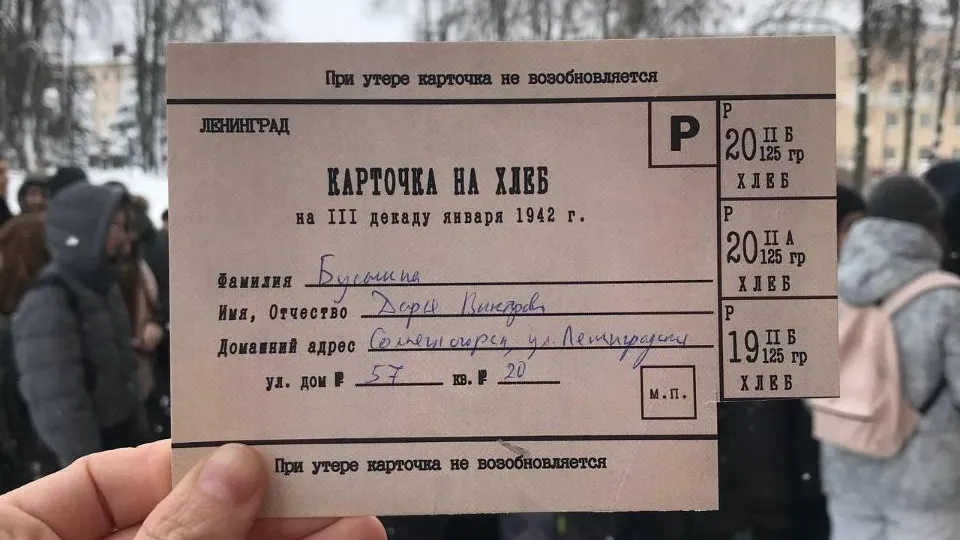 При утере карточка не возобновляется
ЛЕНИНГРАД
Р
КАРТОЧКА НА ХЛЕБ
на III декаду января 1942 г.
Фамилия
Имя, Отчество Дарья
Домашний адрес Солнечногорск, ул. Ленинградская
ул. дом № 57 кв. № 20
м.п.
При утере карточка не возобновляется
Р
20 II Б
125 гр
ХЛЕБ
Р
20 II А
125 гр
ХЛЕБ
Р
19 II Б
125 гр
ХЛЕБ